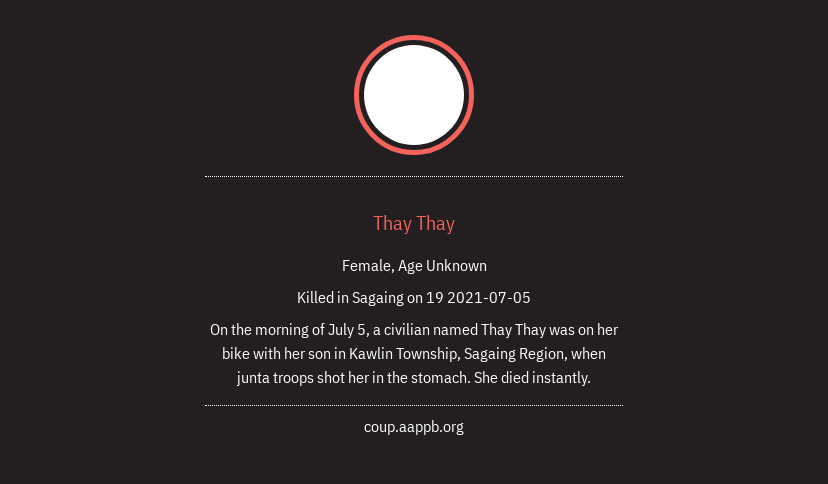 Thay Thay
Female, Age Unknown
Killed in Sagaing on 19 2021-07-05
On the morning of July 5, a civilian named Thay Thay was on her
bike with her son in Kawlin Township, Sagaing Region, when
junta troops shot her in the stomach. She died instantly.
coup.aappb.org